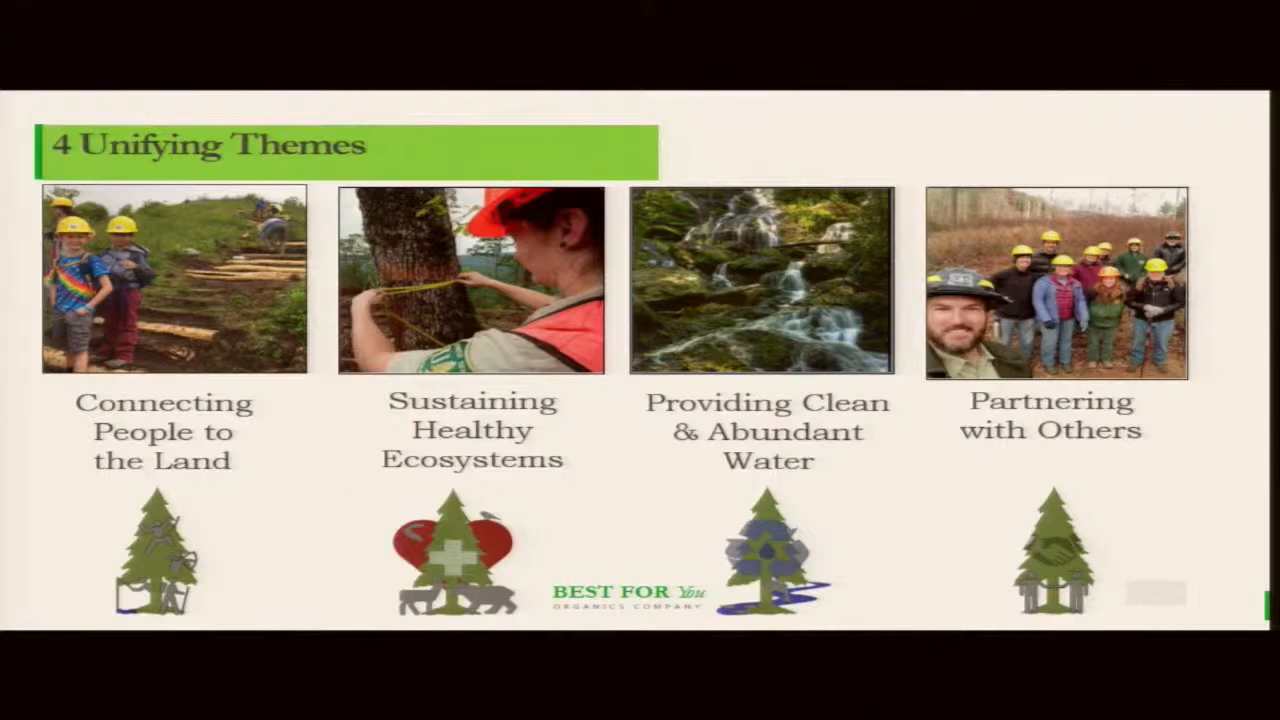 4 Unifying Themes
Connecting
People to
the Land
Sustaining
Healthy
Ecosystems
Providing Clean
& Abundant
Water
Partnering
with Others
BEST FOR You
ORGANICS COMPANY